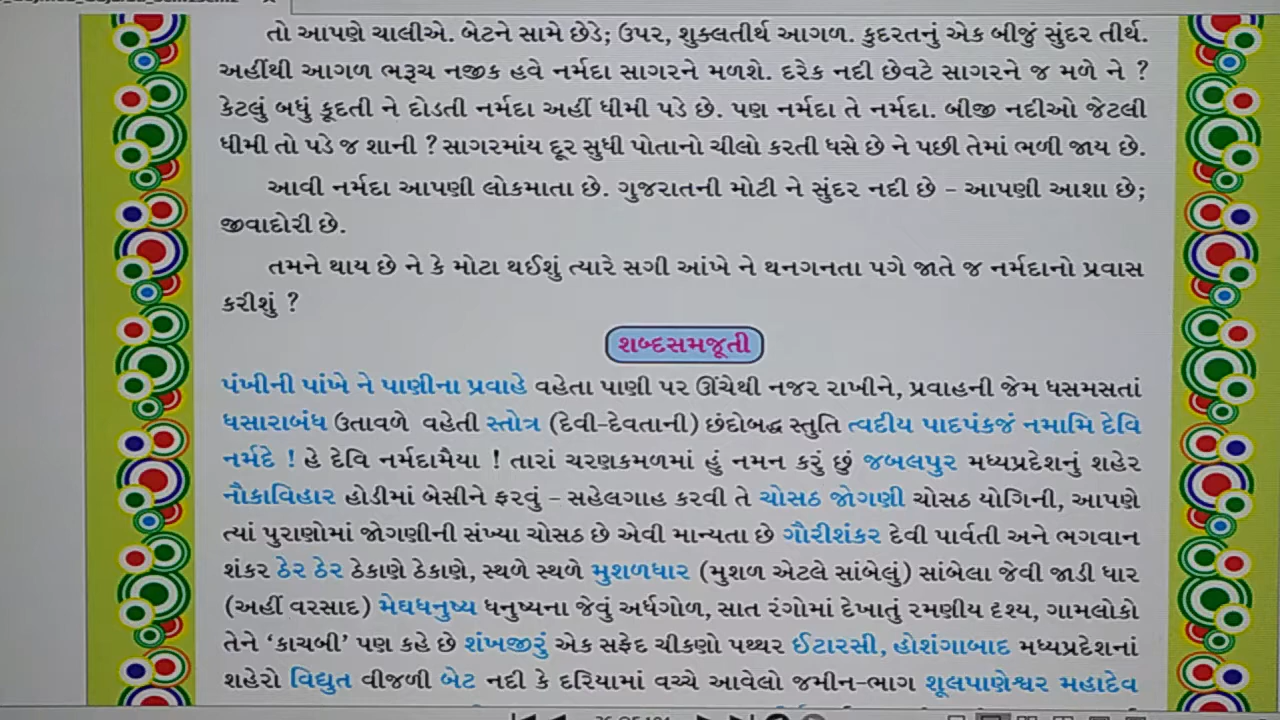 તો આપણે ચાલીએ. બેટને સામે છેડે; ઉપર, શુક્લતીર્થ આગળ. કુદરતનું એક બીજું સુંદર તીર્થ.
અહીંથી આગળ ભરૂચ નજીક હવે નર્મદા સાગરને મળશે. દરેક નદી છેવટે સાગરને જ મળે ને ?
કેટલું બધું કૂદતી ને દોડતી નર્મદા અહીં ધીમી પડે છે. પણ નર્મદા તે નર્મદા. બીજી નદીઓ જેટલી
ધીમી તો પડે જ શાની ? સાગરમાંય દૂર સુધી પોતાનો ચીલો કરતી ધસે છે ને પછી તેમાં ભળી જાય છે.
આવી નર્મદા આપણી લોકમાતા છે. ગુજરાતની મોટી ને સુંદર નદી છે – આપણી આશા છે;
જીવાદોરી છે.
તમને થાય છે ને કે મોટા થઈશું ત્યારે સગી આંખે ને થનગનતા પગે જાતે જ નર્મદાનો પ્રવાસ
કરીશું ?
શબ્દસમજૂતી
પંખીની પાંખે ને પાણીના પ્રવાહે વહેતા પાણી પર ઊંચેથી નજર રાખીને, પ્રવાહની જેમ ધસમસતાં
ધસારાબંધ ઉતાવળે વહેતી સ્તોત્ર (દેવી-દેવતાની) છંદોબદ્ધ સ્તુતિ ત્વદીય પાદપંકજં નમામિ દેવિ
નર્મદે ! હે દેવિ નર્મદામૈયા ! તારાં ચરણકમળમાં હું નમન કરું છું જબલપુર મધ્યપ્રદેશનું શહેર
નૌકાવિહાર હોડીમાં બેસીને ફરવું – સહેલગાહ કરવી તે ચોસઠ જોગણી ચોસઠ યોગિની, આપણે
ત્યાં પુરાણોમાં જોગણીની સંખ્યા ચોસઠ છે એવી માન્યતા છે ગૌરીશંકર દેવી પાર્વતી અને ભગવાન
શંકર ઠેર ઠેર ઠેકાણે ઠેકાણે, સ્થળે સ્થળે મુશળધાર (મુશળ એટલે સાંબેલું) સાંબેલા જેવી જાડી ધાર
(અહીં વરસાદ) મેઘધનુષ્ય ધનુષ્યના જેવું અર્ધગોળ, સાત રંગોમાં દેખાતું રમણીય દૃશ્ય, ગામલોકો
તેને ‘કાચબી’ પણ કહે છે શંખજીરું એક સફેદ ચીકણો પથ્થર ઈટારસી, હોશંગાબાદ મધ્યપ્રદેશનાં
શહેરો વિદ્યુત વીજળી બેટ નદી કે દરિયામાં વચ્ચે આવેલો જમીન-ભાગ શૂલપાણેશ્વર મહાદેવ